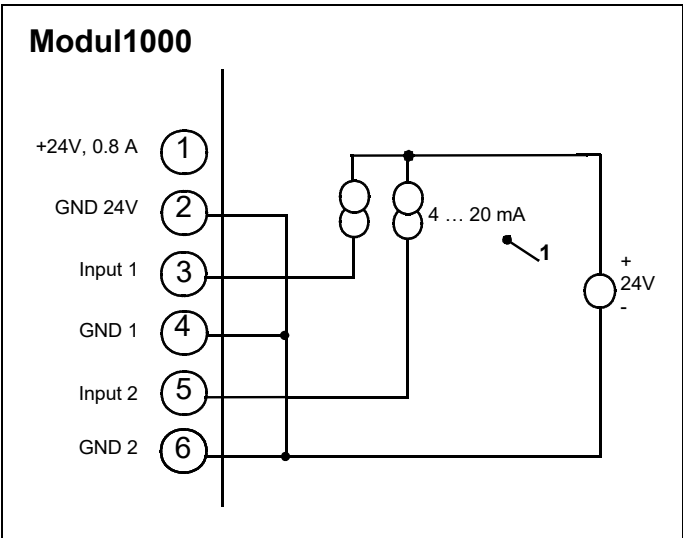 Modul1000
+24V, 0.8 A
1
GND 24V
2
Input 1
3
GND 1
4
Input 2
5
GND 2
6
4 … 20 mA
1
+
24V
-